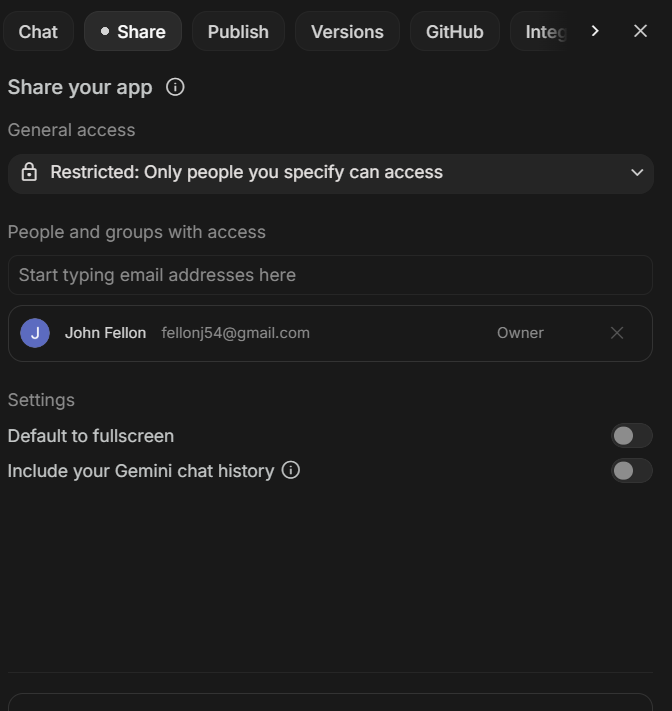 Chat Share Publish Versions GitHub Integ
Share your app
General access
Restricted: Only people you specify can access
People and groups with access
Start typing email addresses here
J John Fellon fellonj54@gmail.com Owner
Settings
Default to fullscreen
Include your Gemini chat history